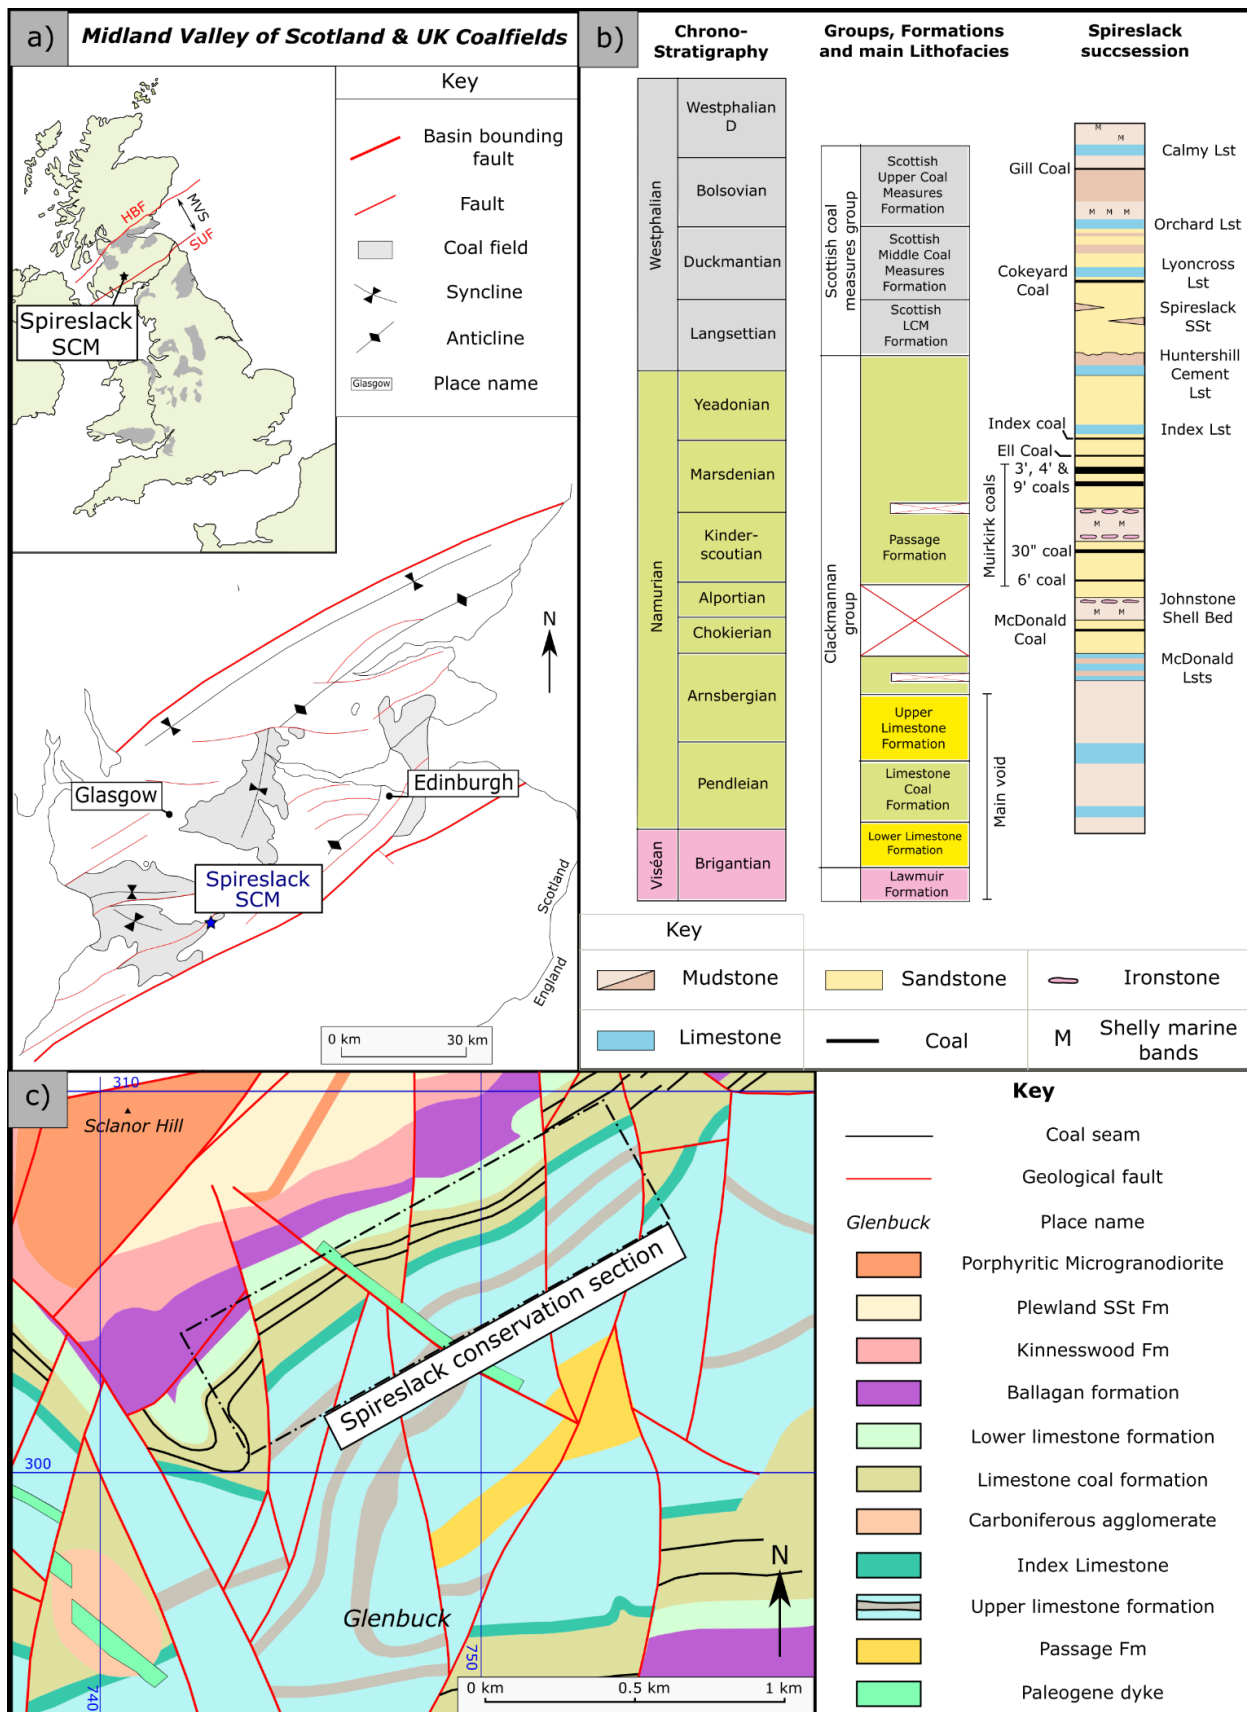 a)
Midland Valley of Scotland & UK Coalfields
Key
Basin bounding
fault
Fault
Coal field
Syncline
Anticline
Glasgow
Place name
HBF
MVS
SUF
Spireslack
SCM
N
Glasgow
Edinburgh
Spireslack
SCM
Scotland
England
0 km
30 km
b)
Chrono-
Stratigraphy
Groups, Formations
and main Lithofacies
Spireslack
succsession
Westphalian
Namurian
Viséan
Westphalian
D
Bolsovian
Duckmantian
Langsettian
Yeadonian
Marsdenian
Kinder-
scoutian
Alportian
Chokierian
Arnsbergian
Pendleian
Brigantian
Scottish coal
measures group
Clackmannan
group
Scottish
Upper Coal
Measures
Formation
Scottish
Middle Coal
Measures
Formation
Scottish
LCM
Formation
Passage
Formation
Upper
Limestone
Formation
Limestone
Coal
Formation
Lower Limestone
Formation
Lawmuir
Formation
Main void
Gill Coal
Cokeyard
Coal
Index coal
Ell Coal
3', 4' &
9' coals
Muirkirk coals
30" coal
6' coal
McDonald
Coal
M
M
M M M
M M
M M
Calmy Lst
Orchard Lst
Lyoncross
Lst
Spireslack
SSt
Huntershill
Cement
Lst
Index Lst
Johnstone
Shell Bed
McDonald
Lsts
Key
Mudstone
Sandstone
Ironstone
Limestone
Coal
M
Shelly marine
bands
c)
310
Sclanor Hill
Spireslack conservation section
300
Glenbuck
N
740
750
0 km
0.5 km
1 km
Key
Coal seam
Geological fault
Glenbuck
Place name
Porphyritic Microgranodiorite
Plewland SSt Fm
Kinnesswood Fm
Ballagan formation
Lower limestone formation
Limestone coal formation
Carboniferous agglomerate
Index Limestone
Upper limestone formation
Passage Fm
Paleogene dyke